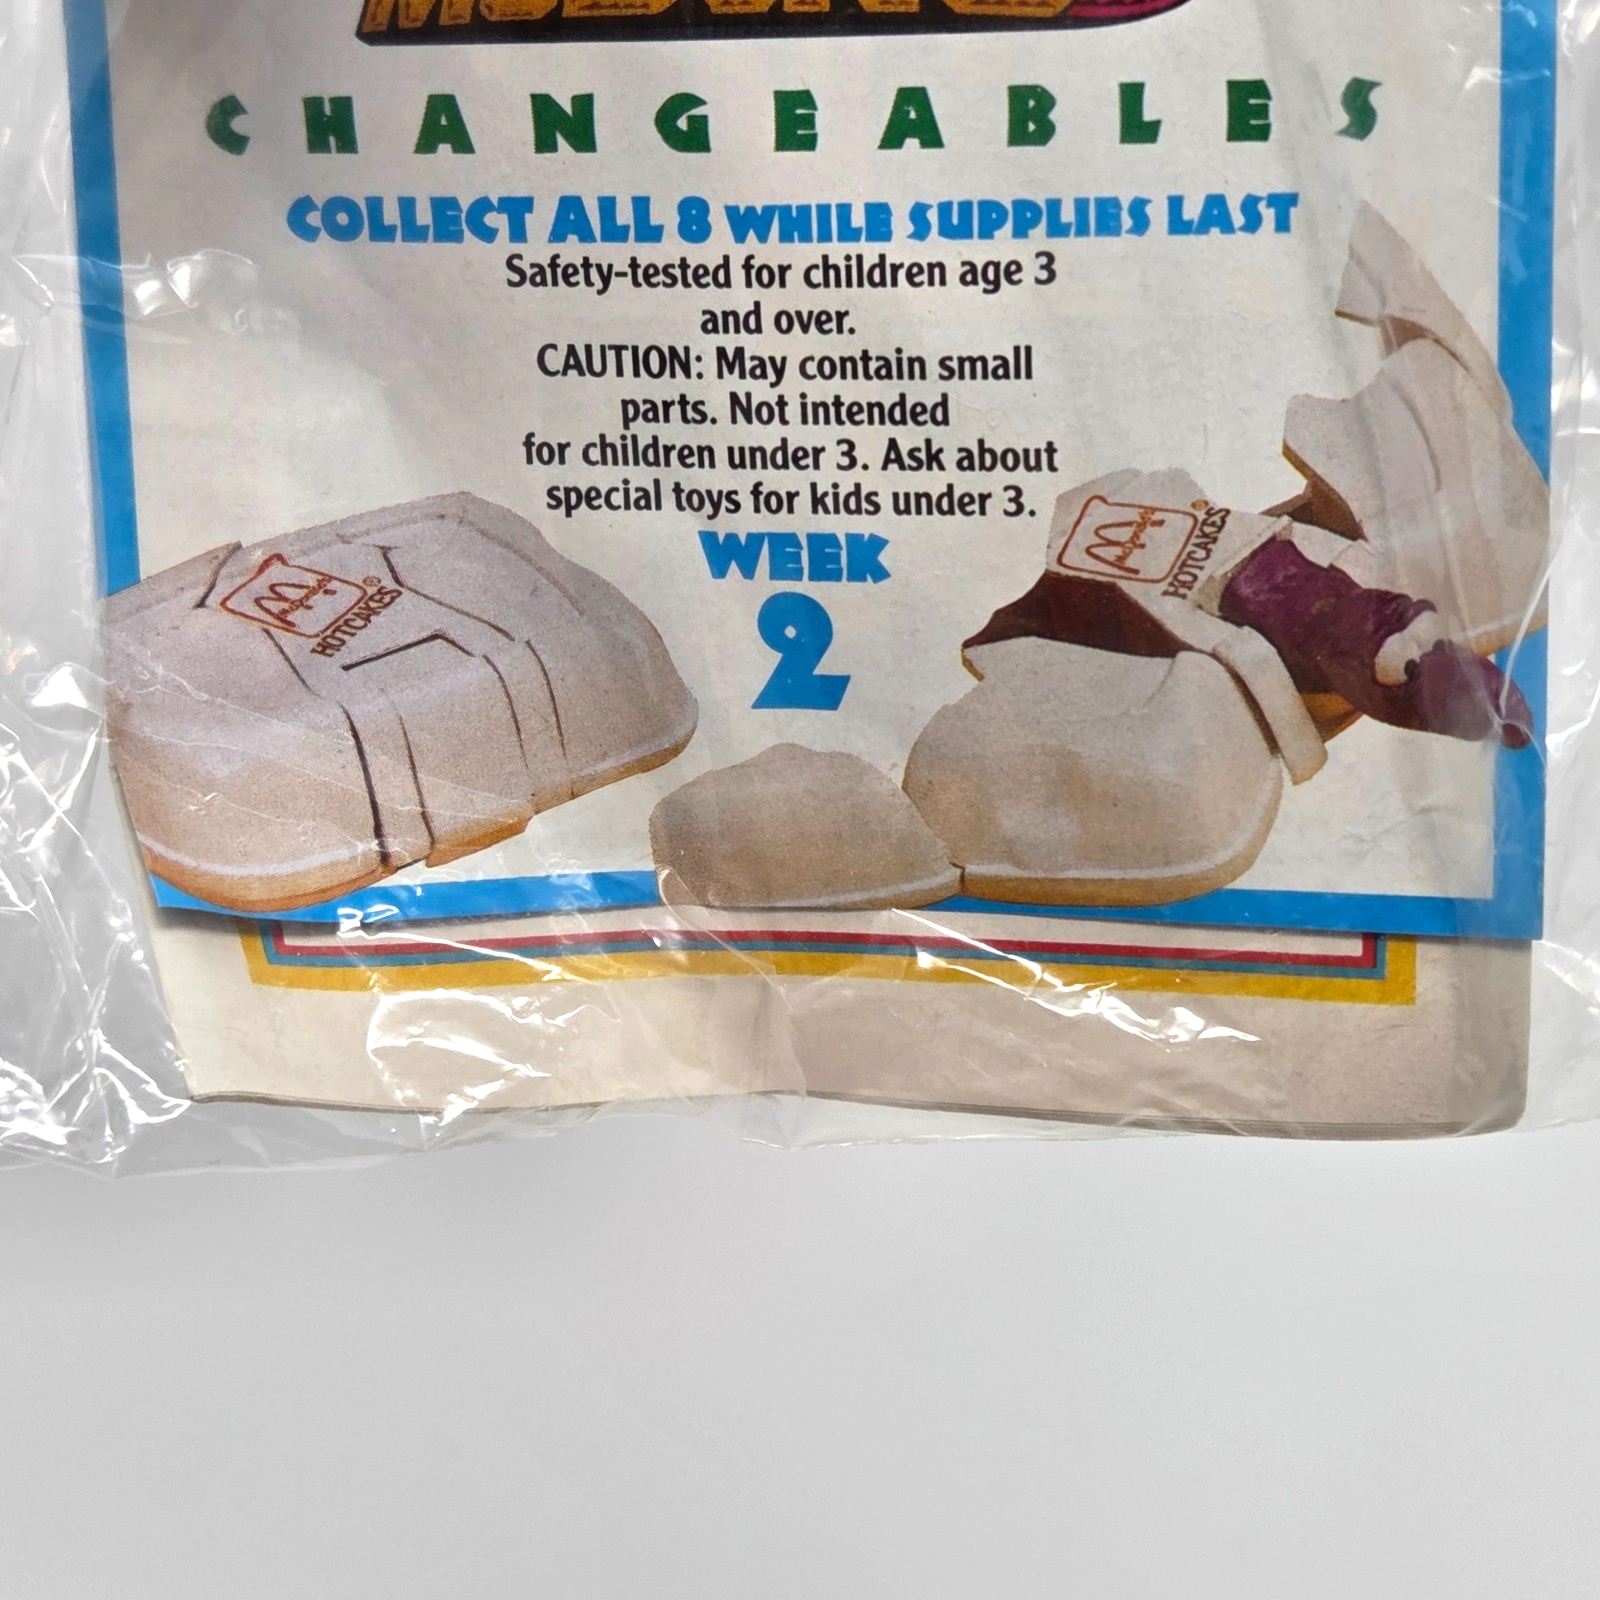 CHANGEABLES
COLLECT ALL 8 WHILE SUPPLIES LAST
Safety-tested for children age 3
and over.
CAUTION: May contain small
parts. Not intended
for children under 3. Ask about
special toys for kids under 3.
WEEK
2
McDonald's
HOTCAKES®
McDonald's ®
HOTCAKES